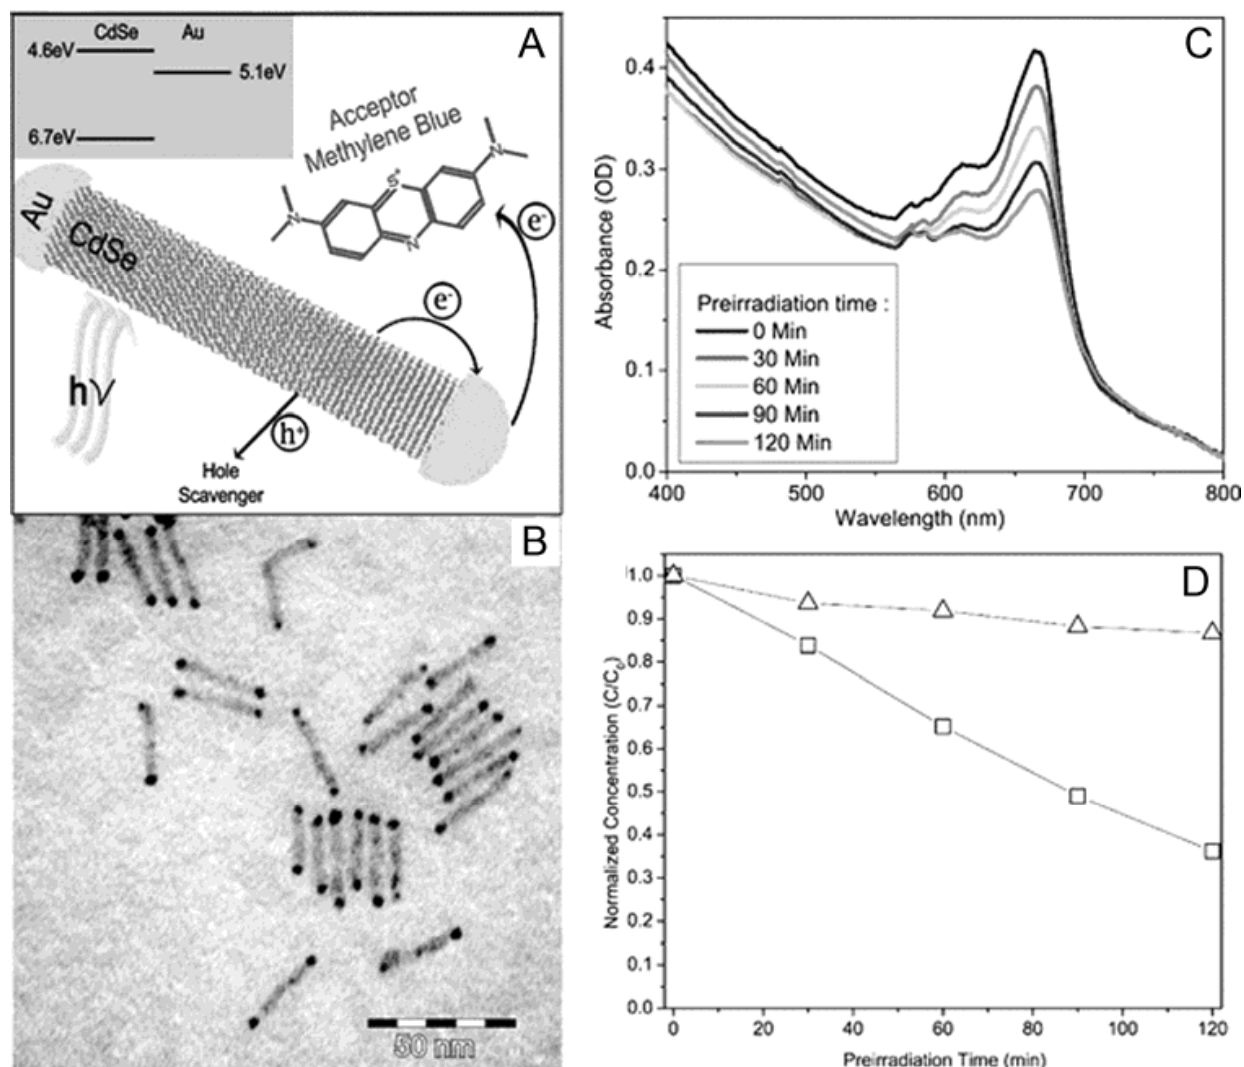 CdSe Au
A
4.6eV
5.1eV
6.7eV
Acceptor
Methylene Blue
S+
N
N
N
Au
CdSe
e-
e-
hν
h+
Hole
Scavenger
B
50 nm
C
Absorbance (OD)
0.4
0.3
0.2
0.1
0.0
Preirradiation time :
0 Min
30 Min
60 Min
90 Min
120 Min
400 500 600 700 800
Wavelength (nm)
D
Normalized Concentration (C/C0)
1.0
0.9
0.8
0.7
0.6
0.5
0.4
0.3
0.2
0.1
0.0
0 20 40 60 80 100 120
Preirradiation Time (min)